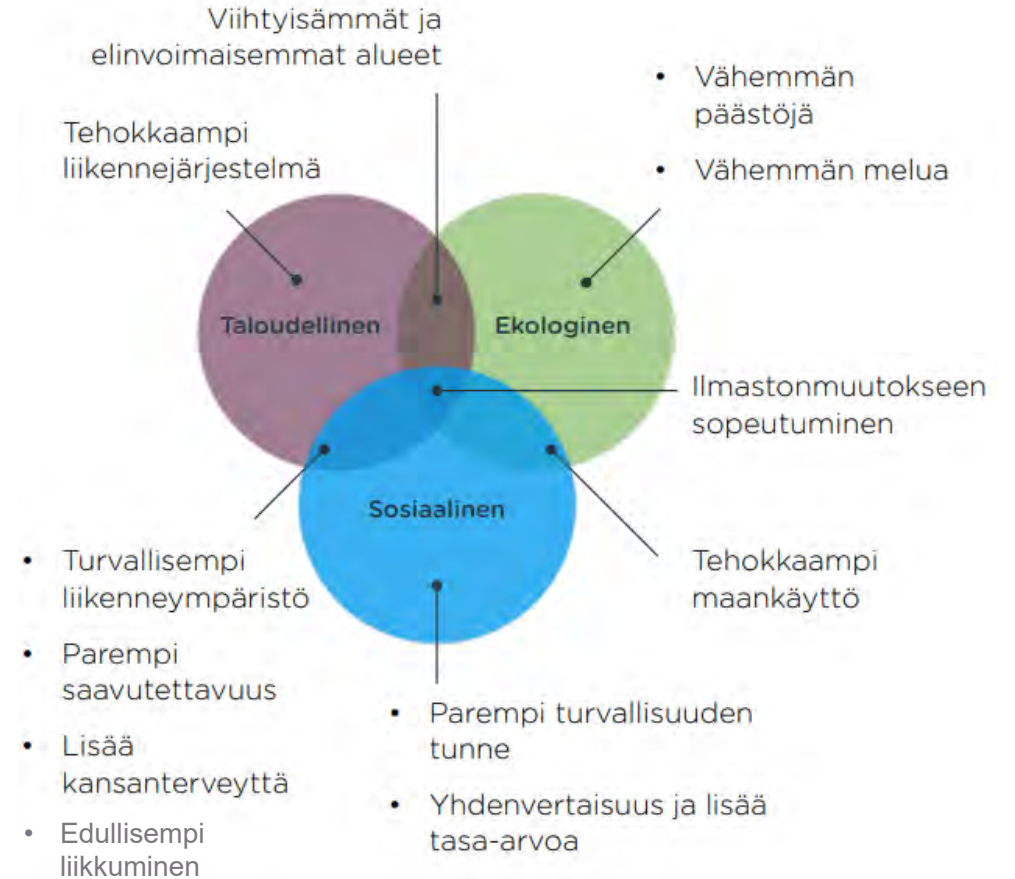 Viihtyisämmät ja
elinvoimaisemmat alueet
Tehokkaampi
liikennejärjestelmä
• Vähemmän
päästöjä
• Vähemmän melua
Taloudellinen
Ekologinen
Ilmastonmuutokseen
sopeutuminen
Sosiaalinen
• Turvallisempi
liikenneympäristö
• Parempi
saavutettavuus
• Lisää
kansanterveyttä
• Edullisempi
liikkuminen
Tehokkaampi
maankäyttö
• Parempi turvallisuuden
tunne
• Yhdenvertaisuus ja lisää
tasa-arvoa